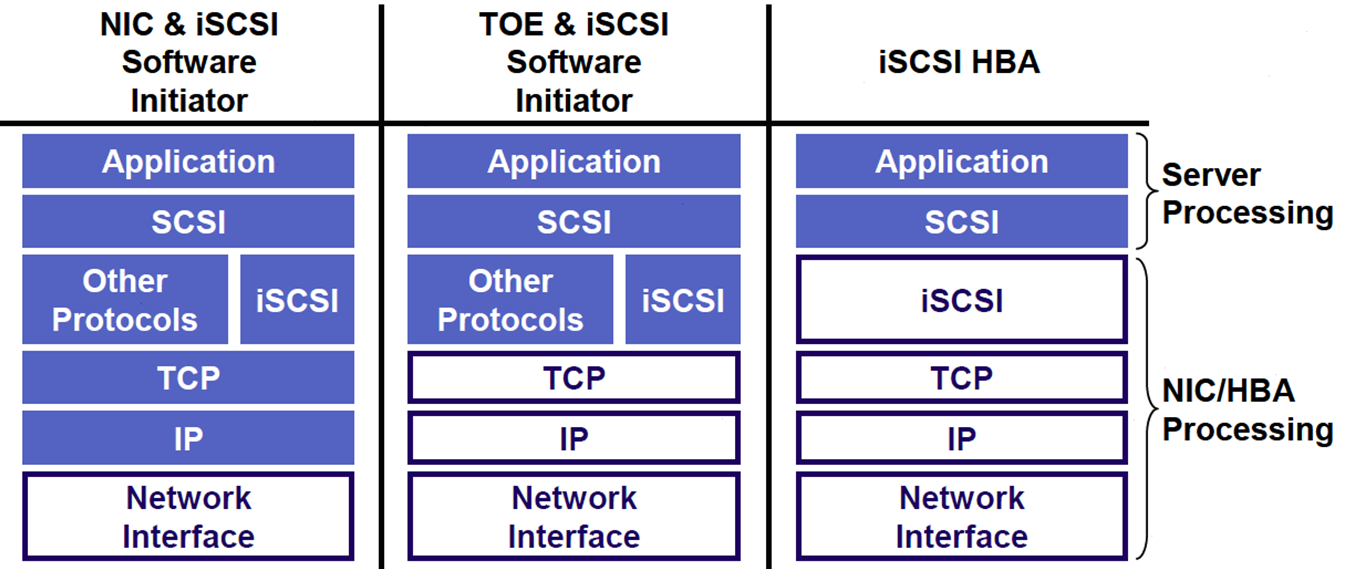 NIC & iSCSI
Software
Initiator
TOE & iSCSI
Software
Initiator
iSCSI HBA
Application
SCSI
Other
Protocols
iSCSI
TCP
IP
Network
Interface
Application
SCSI
Other
Protocols
iSCSI
TCP
IP
Network
Interface
Application
SCSI
iSCSI
TCP
IP
Network
Interface
Server
Processing
NIC/HBA
Processing